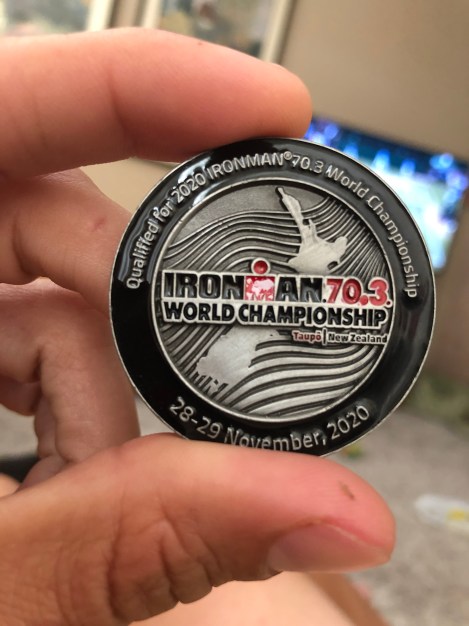 Qualified for 2020 IRONMAN® 70.3 World Championship
IRONMAN 70.3
WORLD CHAMPIONSHIP
Taupō | New Zealand
28-29 November, 2020